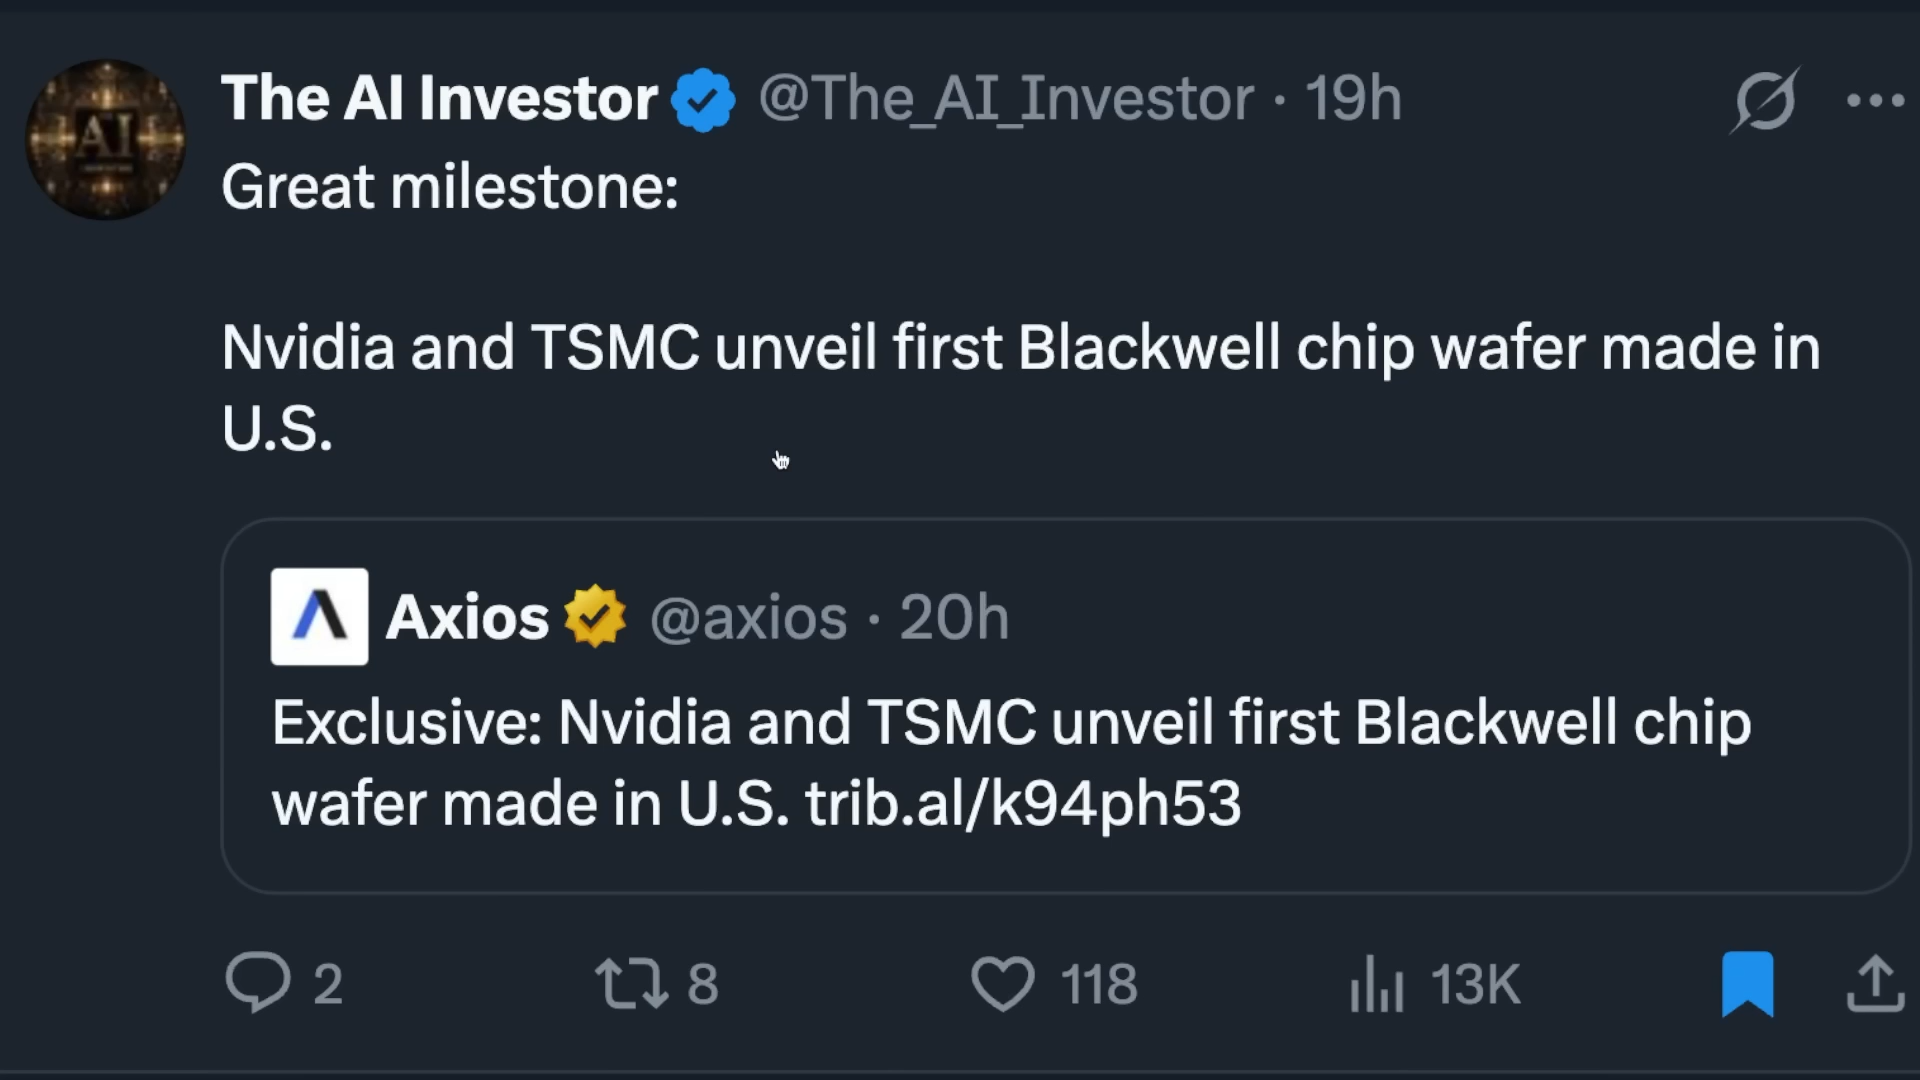 The AI Investor @The_AI_Investor · 19h
Great milestone:
Nvidia and TSMC unveil first Blackwell chip wafer made in
U.S.
Axios @axios · 20h
Exclusive: Nvidia and TSMC unveil first Blackwell chip
wafer made in U.S. trib.al/k94ph53
2 8 118 13K
AI